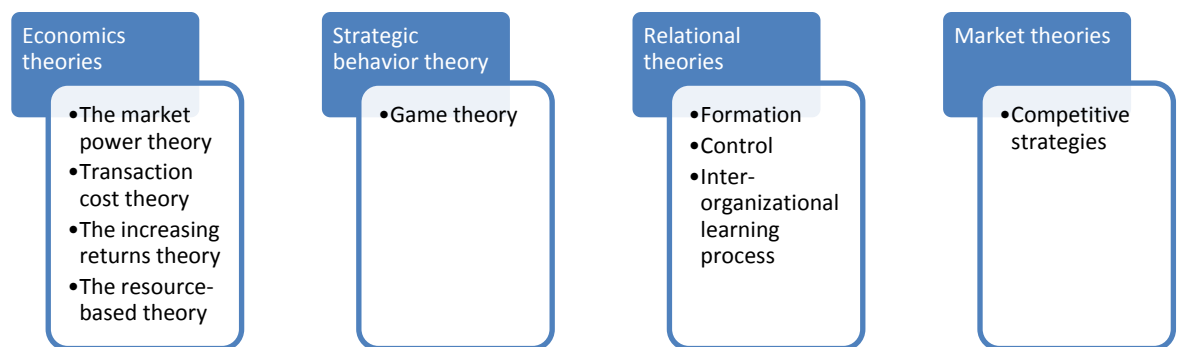 Economics
theories
•The market
power theory
•Transaction
cost theory
•The increasing
returns theory
•The resource-
based theory
Strategic
behavior theory
•Game theory
Relational
theories
•Formation
•Control
•Inter-
organizational
learning
process
Market theories
•Competitive
strategies